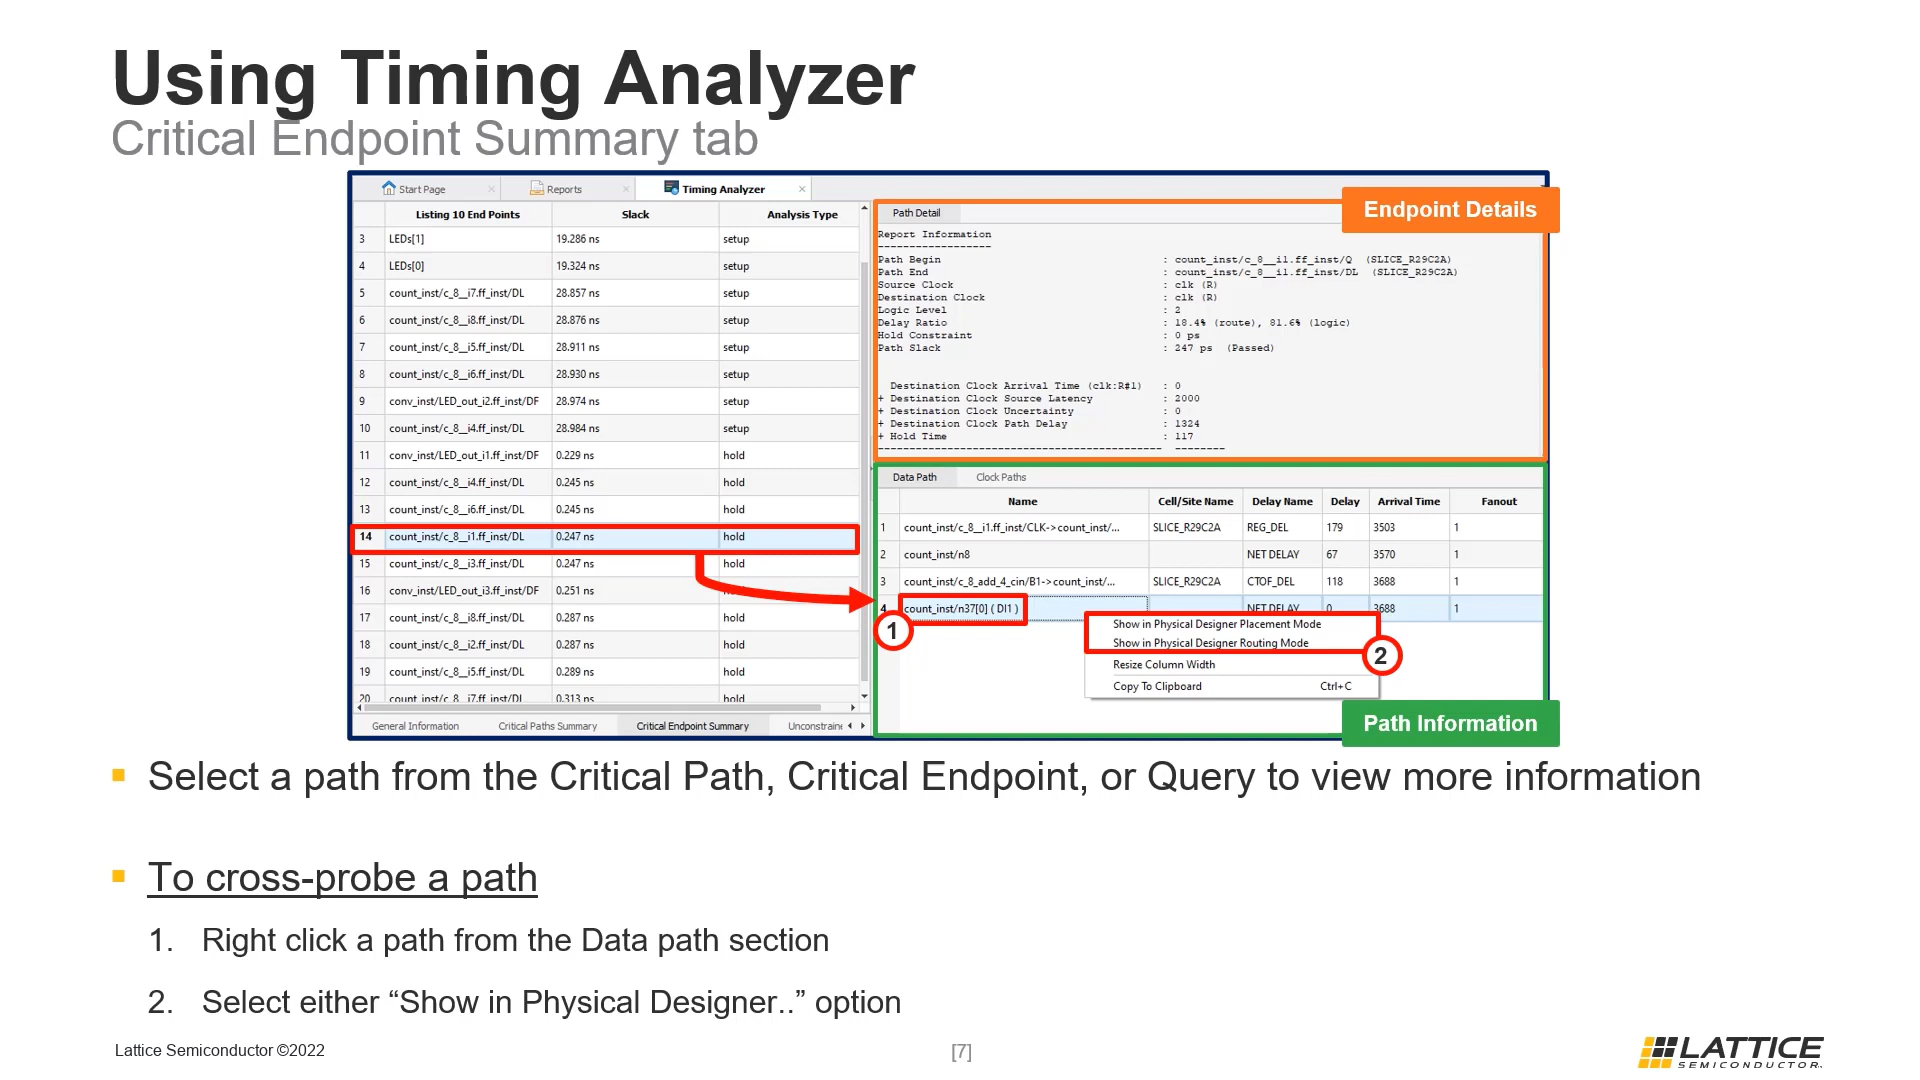 Using Timing Analyzer
Critical Endpoint Summary tab
Start Page
Reports
Timing Analyzer
Listing 10 End Points Slack Analysis Type
3 LEDs[1] 19.286 ns setup
4 LEDs[0] 19.324 ns setup
5 count_inst/c_8__i7.ff_inst/DL 28.857 ns setup
6 count_inst/c_8__i8.ff_inst/DL 28.876 ns setup
7 count_inst/c_8__i5.ff_inst/DL 28.911 ns setup
8 count_inst/c_8__i6.ff_inst/DL 28.930 ns setup
9 conv_inst/LED_out_i2.ff_inst/DF 28.974 ns setup
10 count_inst/c_8__i4.ff_inst/DL 28.984 ns setup
11 conv_inst/LED_out_i1.ff_inst/DF 0.229 ns hold
12 count_inst/c_8__i4.ff_inst/DL 0.245 ns hold
13 count_inst/c_8__i6.ff_inst/DL 0.245 ns hold
14 count_inst/c_8__i1.ff_inst/DL 0.247 ns hold
15 count_inst/c_8__i3.ff_inst/DL 0.247 ns hold
16 conv_inst/LED_out_i3.ff_inst/DF 0.251 ns
17 count_inst/c_8__i8.ff_inst/DL 0.287 ns hold
18 count_inst/c_8__i2.ff_inst/DL 0.287 ns hold
19 count_inst/c_8__i5.ff_inst/DL 0.289 ns hold
20 count_inst/c_8__i7.ff_inst/DL 0.313 ns hold
General Information Critical Paths Summary Critical Endpoint Summary Unconstraine
Endpoint Details
Path Detail
Report Information
------------------
Path Begin : count_inst/c_8__i1.ff_inst/Q (SLICE_R29C2A)
Path End : count_inst/c_8__i1.ff_inst/DL (SLICE_R29C2A)
Source Clock : clk (R)
Destination Clock : clk (R)
Logic Level : 2
Delay Ratio : 18.4% (route), 81.6% (logic)
Hold Constraint : 0 ps
Path Slack : 247 ps (Passed)
Destination Clock Arrival Time (clk:R#1) : 0
+ Destination Clock Source Latency : 2000
+ Destination Clock Uncertainty : 0
+ Destination Clock Path Delay : 1324
+ Hold Time : 117
Data Path Clock Paths
Name Cell/Site Name Delay Name Delay Arrival Time Fanout
1 count_inst/c_8__i1.ff_inst/CLK->count_inst/... SLICE_R29C2A REG_DEL 179 3503 1
2 count_inst/n8 NET DELAY 67 3570 1
3 count_inst/c_8_add_4_cin/B1->count_inst/... SLICE_R29C2A CTOF_DEL 118 3688 1
4 count_inst/n37[0] ( DI1 ) NET DELAY 0 3688 1
1
Show in Physical Designer Placement Mode
Show in Physical Designer Routing Mode
2
Resize Column Width
Copy To Clipboard Ctrl+C
Path Information
▪ Select a path from the Critical Path, Critical Endpoint, or Query to view more information
▪ To cross-probe a path
1. Right click a path from the Data path section
2. Select either “Show in Physical Designer..” option
Lattice Semiconductor ©2022
[7]
LATTICE
SEMICONDUCTOR